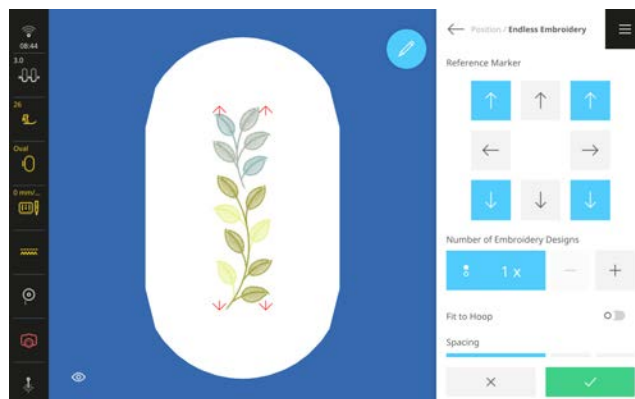 08:44
3.0
26
Oval
0 mm/...
Position / Endless Embroidery
Reference Marker
Number of Embroidery Designs
1 x
Fit to Hoop
Spacing